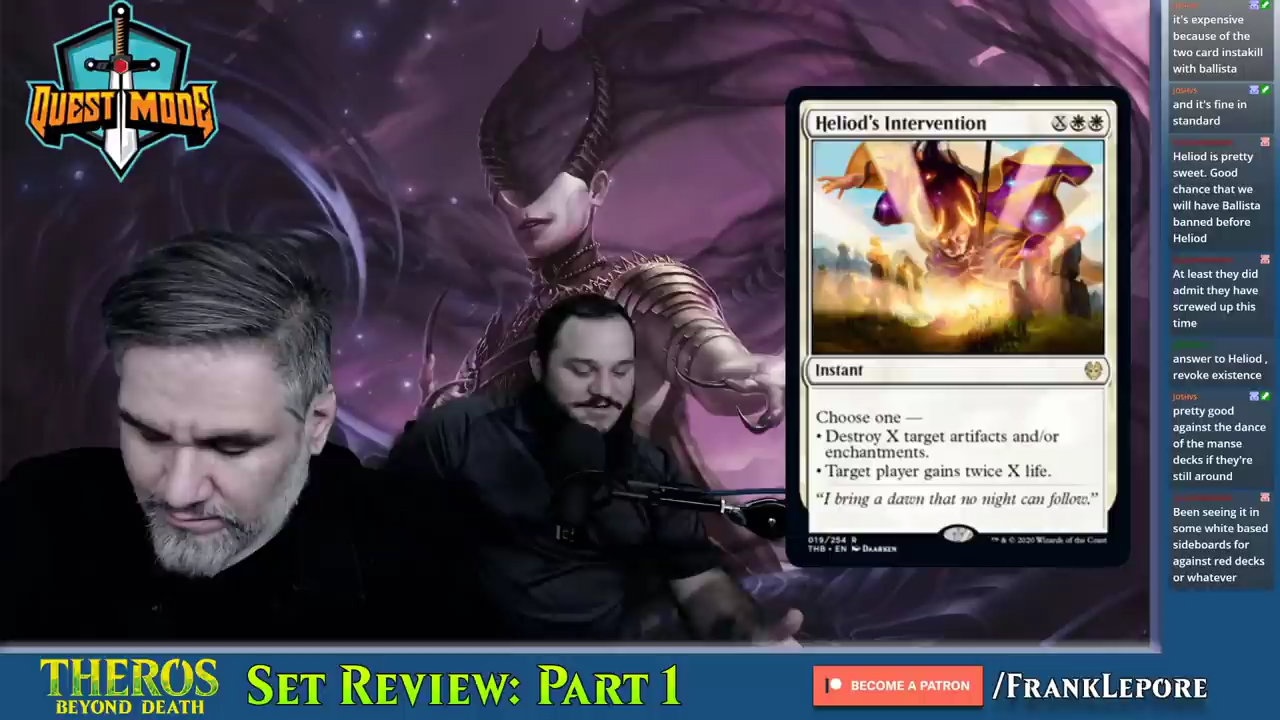 QUEST MODE
Heliod's Intervention X
Instant
Choose one —
• Destroy X target artifacts and/or
enchantments.
• Target player gains twice X life.
“I bring a dawn that no night can follow.”
019/254 R
THB • EN DAARKEN
™ & © 2020 Wizards of the Coast
it's expensive
because of the
two card instakill
with ballista
JOSHVS
and it's fine in
standard
Heliod is pretty
sweet. Good
chance that we
will have Ballista
banned before
Heliod
At least they did
admit they have
screwed up this
time
answer to Heliod ,
revoke existence
JOSHVS
pretty good
against the dance
of the manse
decks if they're
still around
Been seeing it in
some white based
sideboards for
against red decks
or whatever
THEROS
BEYOND DEATH
SET REVIEW: PART 1
BECOME A PATRON
/FRANKLEPORE